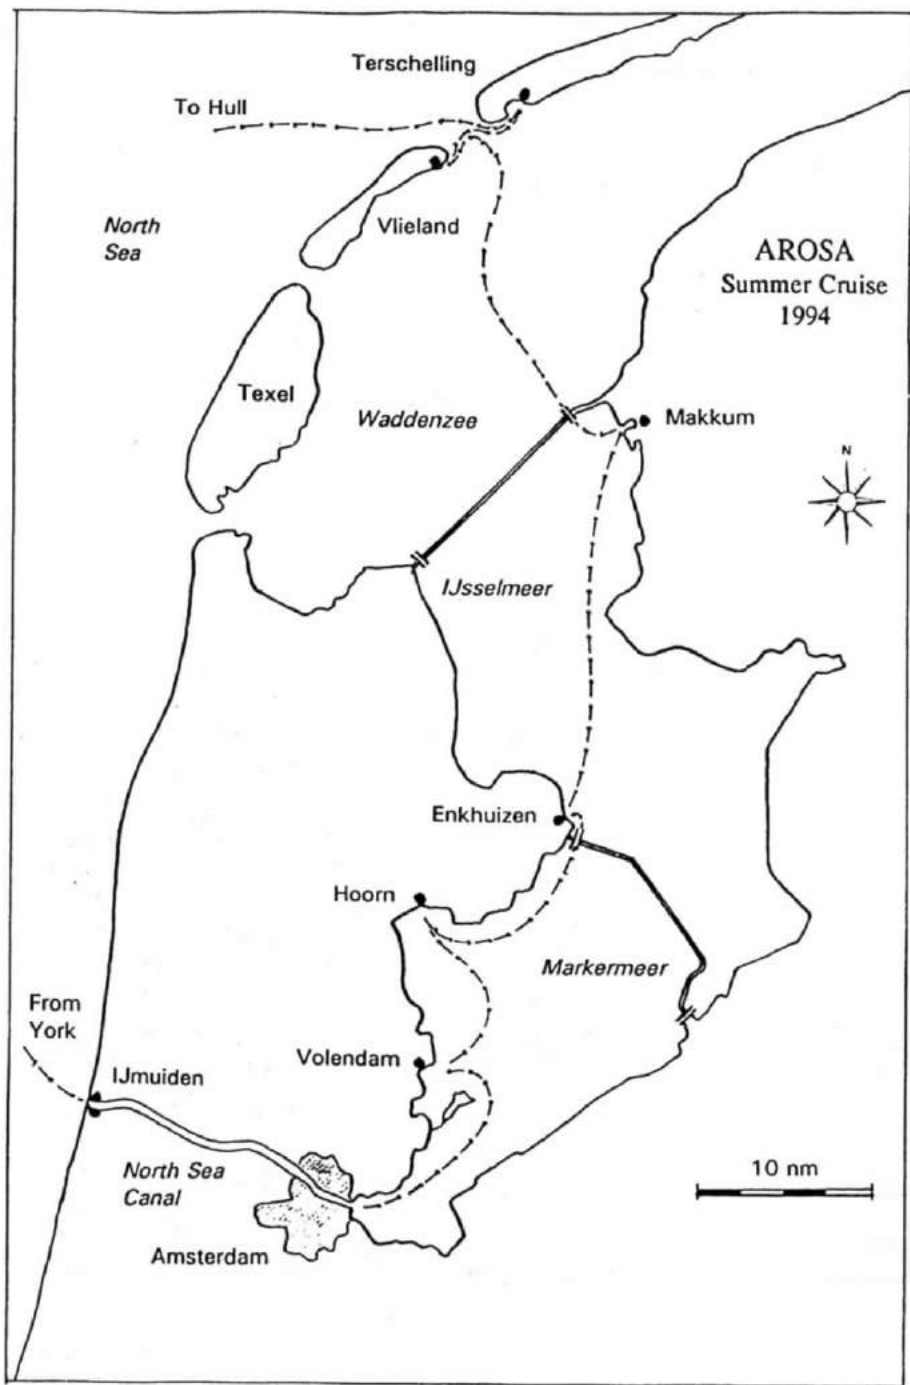 Terschelling
To Hull
Vlieland
North
Sea
AROSA
Summer Cruise
1994
Texel
Waddenzee
Makkum
N
IJsselmeer
Enkhuizen
Hoorn
Markermeer
From
York
Volendam
IJmuiden
10 nm
North Sea
Canal
Amsterdam